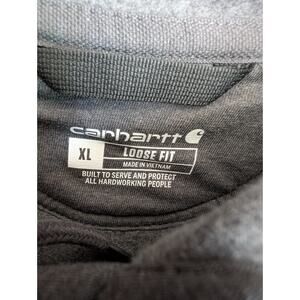 carhartt
XL LOOSE FIT
MADE IN VIETNAM
BUILT TO SERVE AND PROTECT
ALL HARDWORKING PEOPLE